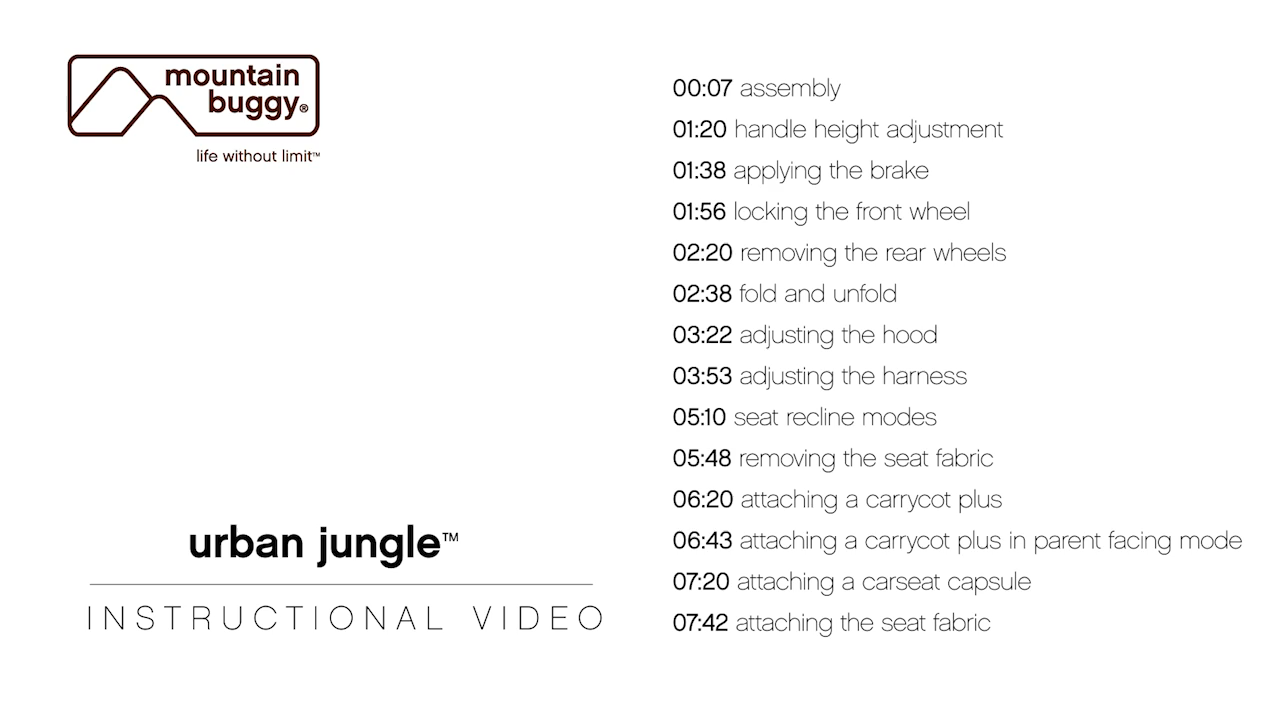 mountain
buggy®
life without limit™
urban jungle™
INSTRUCTIONAL VIDEO
00:07 assembly
01:20 handle height adjustment
01:38 applying the brake
01:56 locking the front wheel
02:20 removing the rear wheels
02:38 fold and unfold
03:22 adjusting the hood
03:53 adjusting the harness
05:10 seat recline modes
05:48 removing the seat fabric
06:20 attaching a carrycot plus
06:43 attaching a carrycot plus in parent facing mode
07:20 attaching a carseat capsule
07:42 attaching the seat fabric